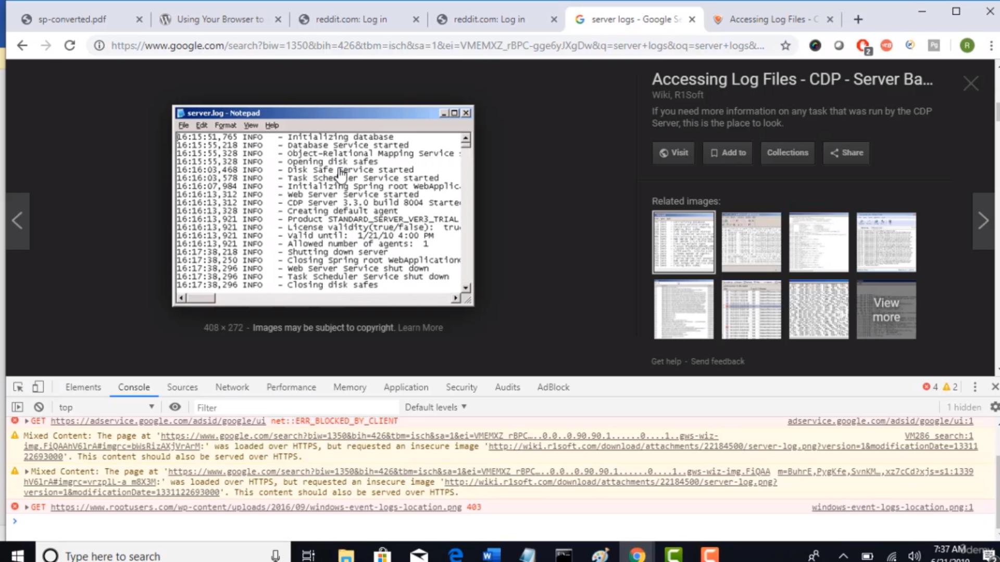 sp-converted.pdf
Using Your Browser to
reddit.com: Log in
reddit.com: Log in
server logs - Google Se
Accessing Log Files - C
https://www.google.com/search?biw=1350&bih=426&tbm=isch&sa=1&ei=VMEMXZ_rBPC-gge6yJXgDw&q=server+logs&oq=server+logs&...
2
Pg
R
Accessing Log Files - CDP - Server Ba...
Wiki, R1Soft
If you need more information on any task that was run by the CDP
Server, this is the place to look.
Visit
Add to
Collections
Share
server.log - Notepad
File Edit Format View Help
16:15:51,765 INFO - Initializing database
16:15:55,218 INFO - Database Service started
16:15:55,328 INFO - Object-Relational Mapping Service
16:15:55,328 INFO - Opening disk safes
16:16:03,468 INFO - Disk Safe Service started
16:16:03,578 INFO - Task Scheduler Service started
16:16:07,984 INFO - Initializing Spring root WebApplic
16:16:13,312 INFO - Web Server Service started
16:16:13,312 INFO - CDP Server 3.3.0 build 8004 Starte
16:16:13,328 INFO - Creating default agent
16:16:13,921 INFO - Product STANDARD_SERVER_VER3_TRIAL
16:16:13,921 INFO - License validity(true/false): tru
16:16:13,921 INFO - Valid until: 1/21/10 4:00 PM
16:16:13,921 INFO - Allowed number of agents: 1
16:17:38,218 INFO - Shutting down server
16:17:38,250 INFO - Closing Spring root WebApplication
16:17:38,296 INFO - Web Server Service shut down
16:17:38,296 INFO - Task Scheduler Service shut down
16:17:38,296 INFO - Closing disk safes
408 × 272 - Images may be subject to copyright. Learn More
Related images:
View
more
Get help - Send feedback
Elements Console Sources Network Performance Memory Application Security Audits AdBlock 4 2
top Filter Default levels 1 hidden
GET https://adservice.google.com/adsid/google/ui net::ERR_BLOCKED_BY_CLIENT adservice.google.com/adsid/google/ui:1
Mixed Content: The page at 'https://www.google.com/search?biw=1350&bih=426&tbm=isch&sa=1&ei=VMEMXZ_rBPC...0.0..0.90.90.1......0....1..gws-wiz- VM286 search:1
img.FiQAAhV6lrA#imgrc=bWsRizAXjVrArM:' was loaded over HTTPS, but requested an insecure image 'http://wiki.r1soft.com/download/attachments/22184500/server-log.png?version=1&modificationDate=13311
22693000'. This content should also be served over HTTPS.
Mixed Content: The page at 'https://www.google.com/search?biw=1350&bih=426&tbm=isch&sa=1&ei=VMEMXZ_rBPC...0.0..0.90.90.1......0....1..gws-wiz-img.FiQAA m=BuhrE,PygKfe,SvnKM…,xz7cCd?xjs=s1:1339
hV6lrA#imgrc=vrzplL-a_m8X3M:' was loaded over HTTPS, but requested an insecure image 'http://wiki.r1soft.com/download/attachments/22184500/server-log.png?
version=1&modificationDate=1331122693000'. This content should also be served over HTTPS.
GET https://www.rootusers.com/wp-content/uploads/2016/09/windows-event-logs-location.png 403 windows-event-logs-location.png:1
Type here to search
7:37 AM
6/21/2019